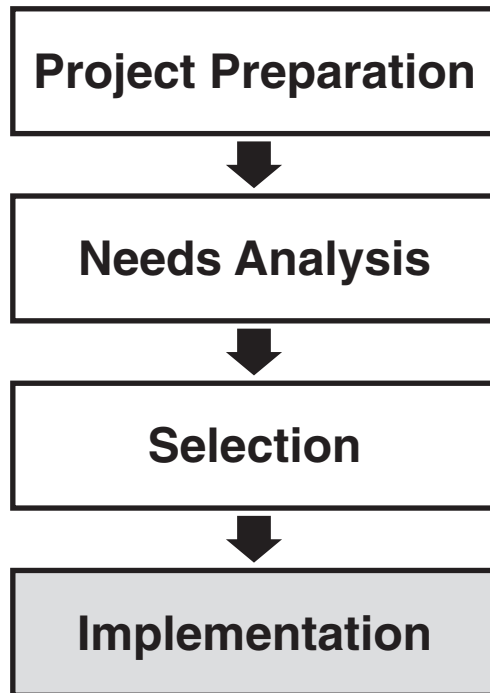 Project Preparation
Needs Analysis
Selection
Implementation